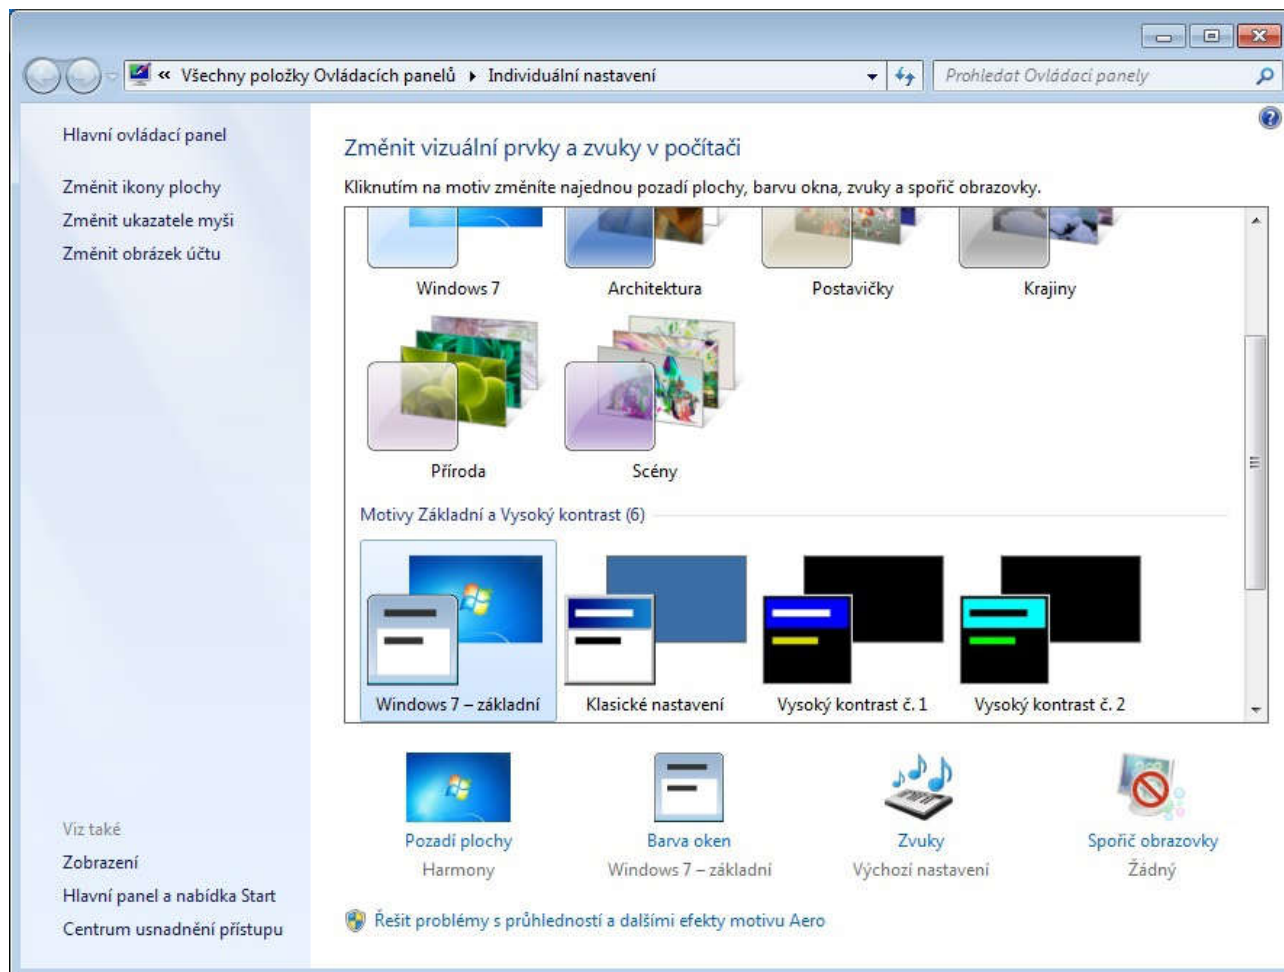 « Všechny položky Ovládacích panelů ▸ Individuální nastavení
Prohledat Ovládací panely
Hlavní ovládací panel
Změnit ikony plochy
Změnit ukazatele myši
Změnit obrázek účtu
Změnit vizuální prvky a zvuky v počítači
Kliknutím na motiv změníte najednou pozadí plochy, barvu okna, zvuky a spořič obrazovky.
Windows 7 Architektura Postavičky Krajiny
Příroda Scény
Motivy Základní a Vysoký kontrast (6)
Windows 7 – základní Klasické nastavení Vysoký kontrast č. 1 Vysoký kontrast č. 2
Pozadí plochy Barva oken Zvuky Spořič obrazovky
Harmony Windows 7 – základní Výchozí nastavení Žádný
Řešit problémy s průhledností a dalšími efekty motivu Aero
Viz také
Zobrazení
Hlavní panel a nabídka Start
Centrum usnadnění přístupu